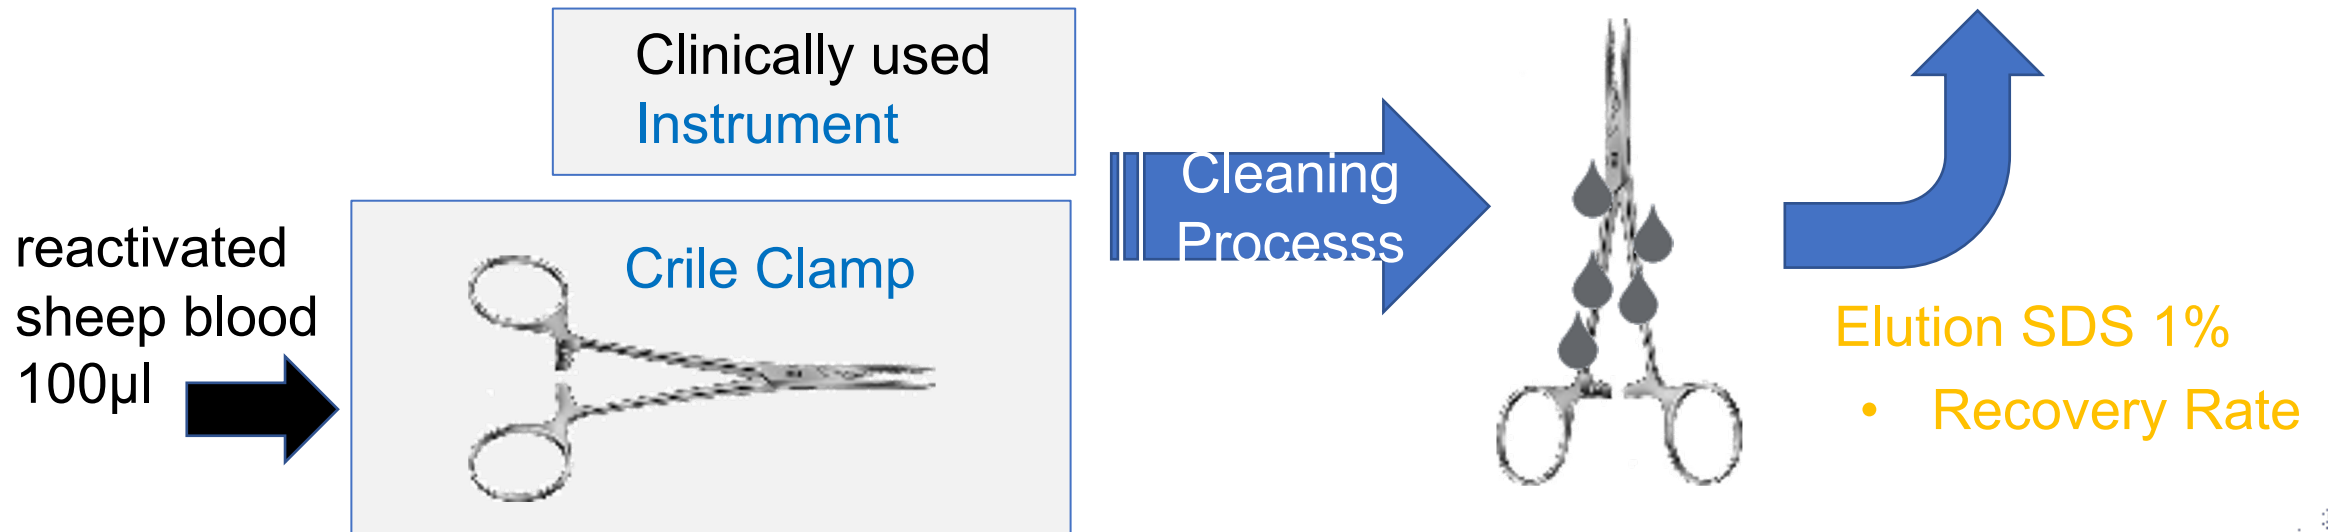 Clinically used
Instrument
reactivated
sheep blood
100µl
Crile Clamp
Cleaning
Processs
Elution SDS 1%
• Recovery Rate